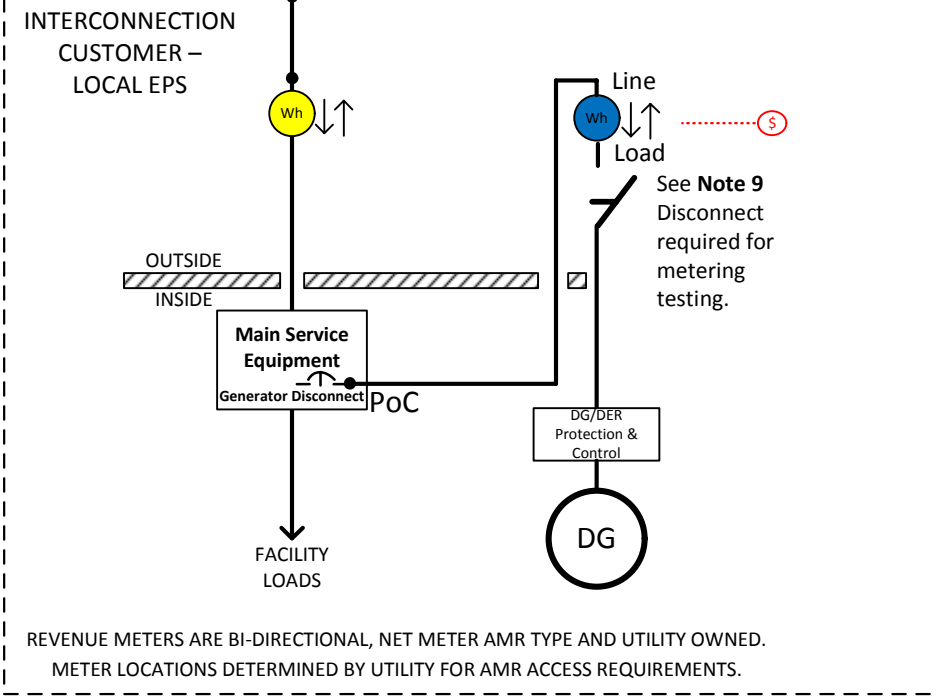 INTERCONNECTION
CUSTOMER –
LOCAL EPS
Wh
Line
Wh
$
Load
See Note 9
Disconnect
required for
metering
testing.
OUTSIDE
INSIDE
Main Service
Equipment
Generator Disconnect
PoC
DG/DER
Protection &
Control
DG
FACILITY
LOADS
REVENUE METERS ARE BI-DIRECTIONAL, NET METER AMR TYPE AND UTILITY OWNED.
METER LOCATIONS DETERMINED BY UTILITY FOR AMR ACCESS REQUIREMENTS.